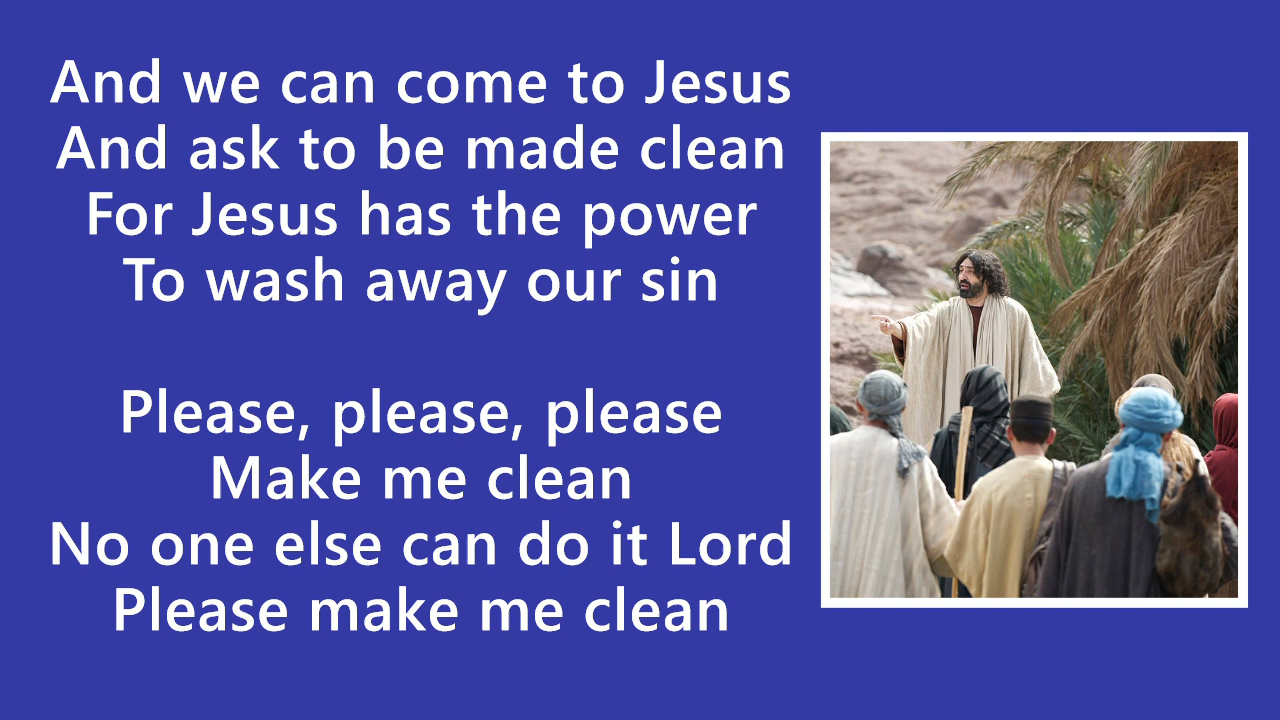 And we can come to Jesus
And ask to be made clean
For Jesus has the power
To wash away our sin
Please, please, please
Make me clean
No one else can do it Lord
Please make me clean